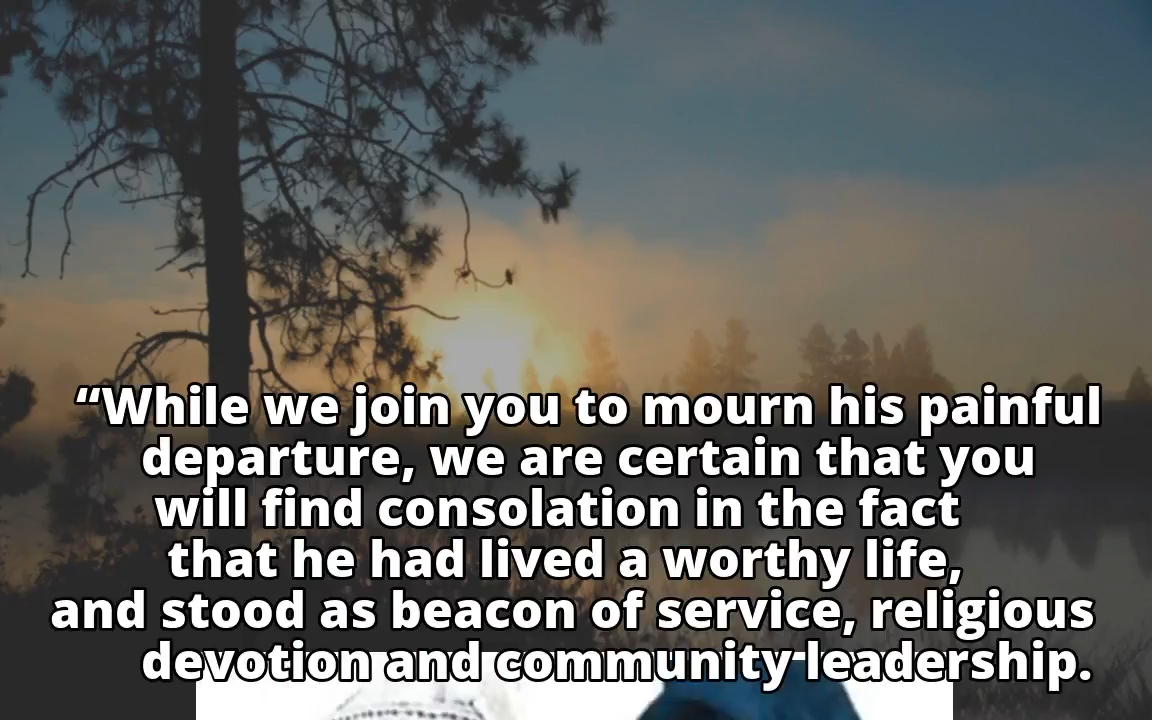 “While we join you to mourn his painful
departure, we are certain that you
will find consolation in the fact
that he had lived a worthy life,
and stood as beacon of service, religious
devotion and community leadership.